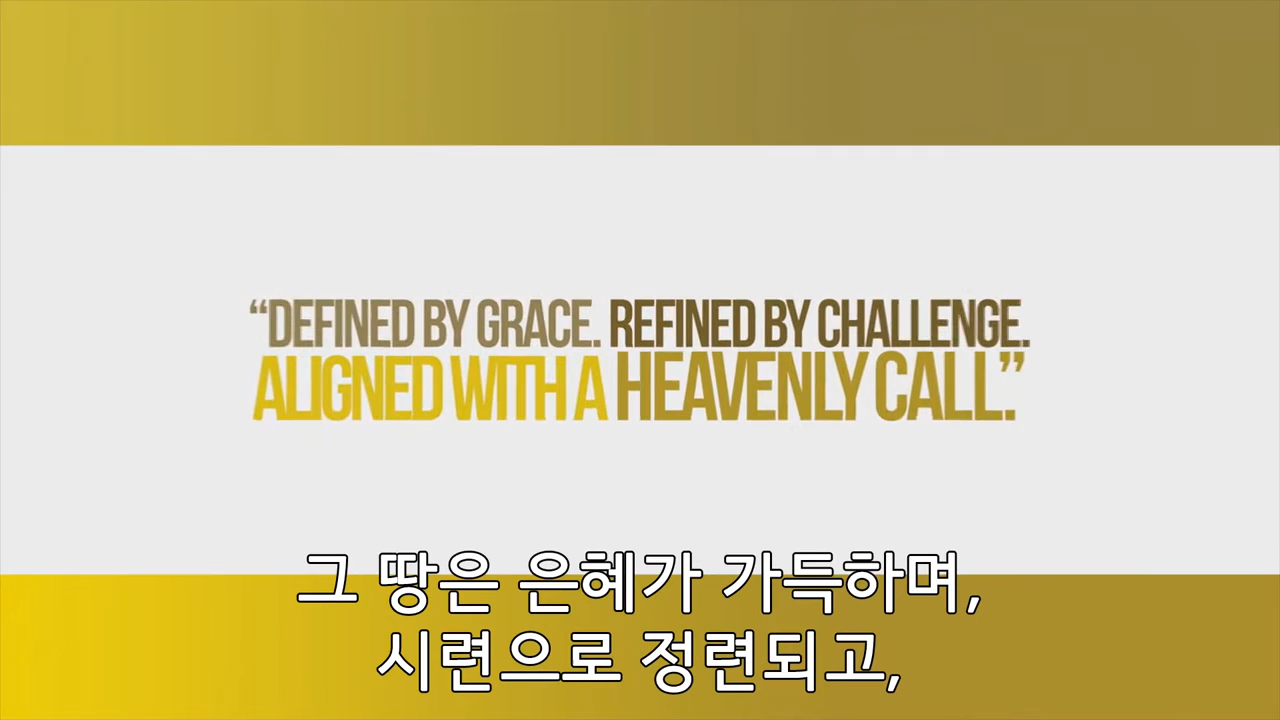 “DEFINED BY GRACE. REFINED BY CHALLENGE.
ALIGNED WITH A HEAVENLY CALL.”
그 땅은 은혜가 가득하며,
시련으로 정련되고,